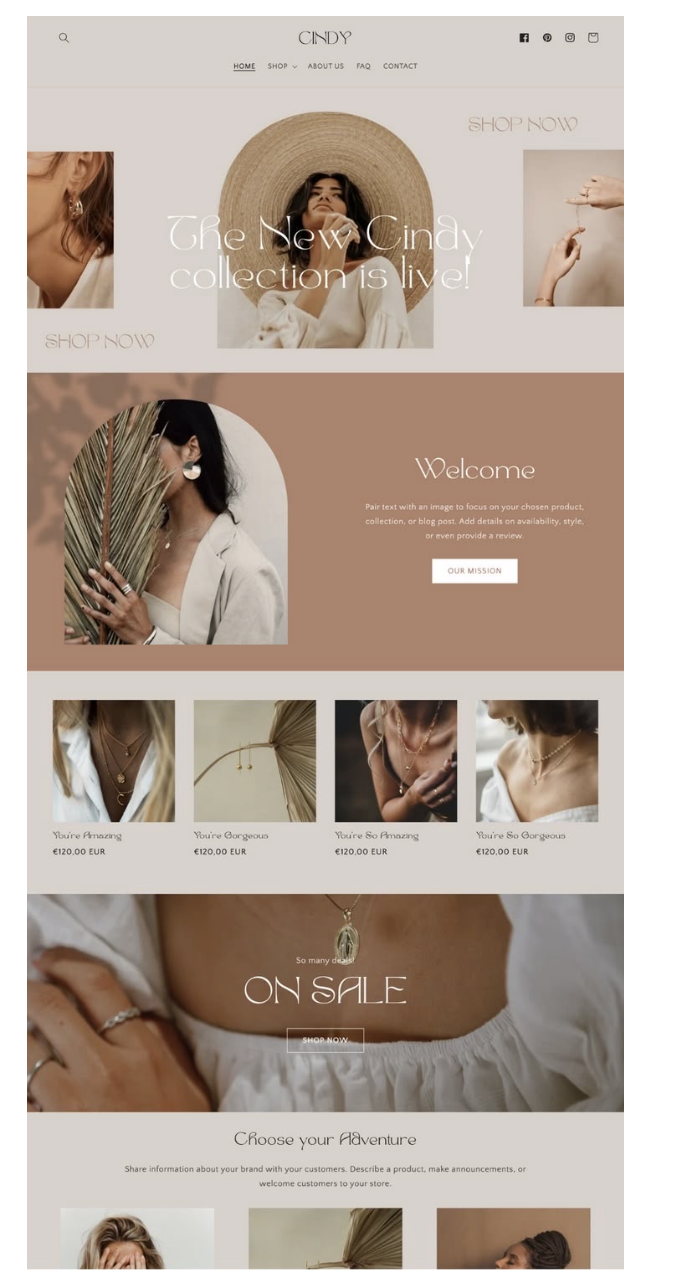 CINDY
HOME SHOP ABOUT US FAQ CONTACT
SHOP NOW
The New Cindy
collection is live!
SHOP NOW
Welcome
Pair text with an image to focus on your chosen product,
collection, or blog post. Add details on availability, style,
or even provide a review.
OUR MISSION
You're Amazing
€120,00 EUR
You're Gorgeous
€120,00 EUR
You're So Amazing
€120,00 EUR
You're So Gorgeous
€120,00 EUR
So many deals!
ON SALE
SHOP NOW
Choose your Adventure
Share information about your brand with your customers. Describe a product, make announcements, or
welcome customers to your store.